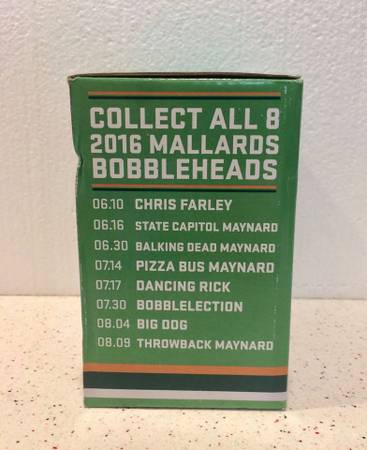 COLLECT ALL 8
2016 MALLARDS
BOBBLEHEADS
06.10 CHRIS FARLEY
06.16 STATE CAPITOL MAYNARD
06.30 BALKING DEAD MAYNARD
07.14 PIZZA BUS MAYNARD
07.17 DANCING RICK
07.30 BOBBLELECTION
08.04 BIG DOG
08.09 THROWBACK MAYNARD